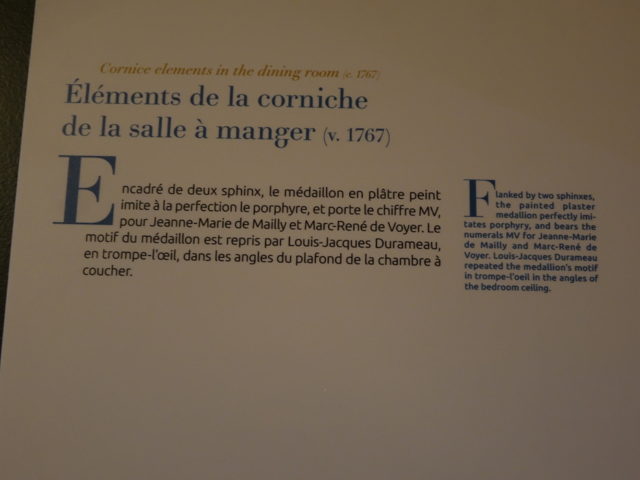 Cornice elements in the dining room (c. 1767)
Éléments de la corniche
de la salle à manger (v. 1767)
Encadré de deux sphinx, le médaillon en plâtre peint
imite à la perfection le porphyre, et porte le chiffre MV,
pour Jeanne-Marie de Mailly et Marc-René de Voyer. Le
motif du médaillon est repris par Louis-Jacques Durameau,
en trompe-l'œil, dans les angles du plafond de la chambre à
coucher.
Flanked by two sphinxes,
the painted plaster
medallion perfectly imi-
tates porphyry, and bears the
numerals MV for Jeanne-Marie
de Mailly and Marc-René de
Voyer. Louis-Jacques Durameau
repeated the medallion's motif
in trompe-l'oeil in the angles of
the bedroom ceiling.